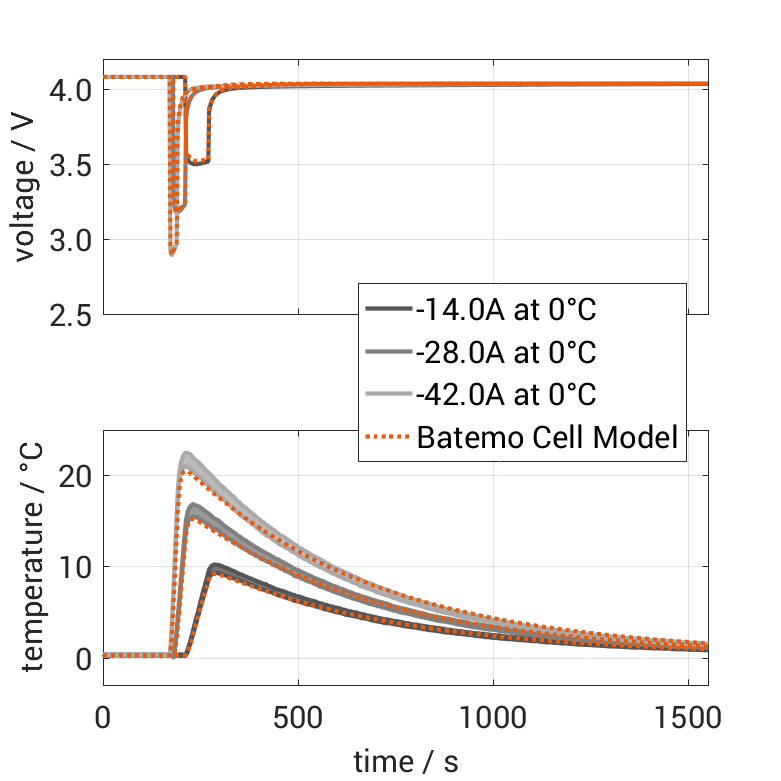 4.0
3.5
3.0
2.5
voltage / V
-14.0A at 0°C
-28.0A at 0°C
-42.0A at 0°C
Batemo Cell Model
20
10
0
temperature / °C
0 500 1000 1500
time / s